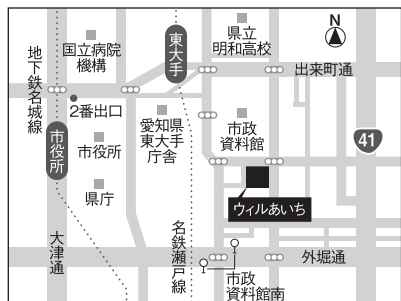 N
国立病院
機構
東大手
県立
明和高校
地下鉄名城線
出来町通
2番出口
愛知県
東大手
庁舎
市政
資料館
41
市役所
市役所
県庁
ウィルあいち
大津通
名鉄瀬戸線
外堀通
市政
資料館南